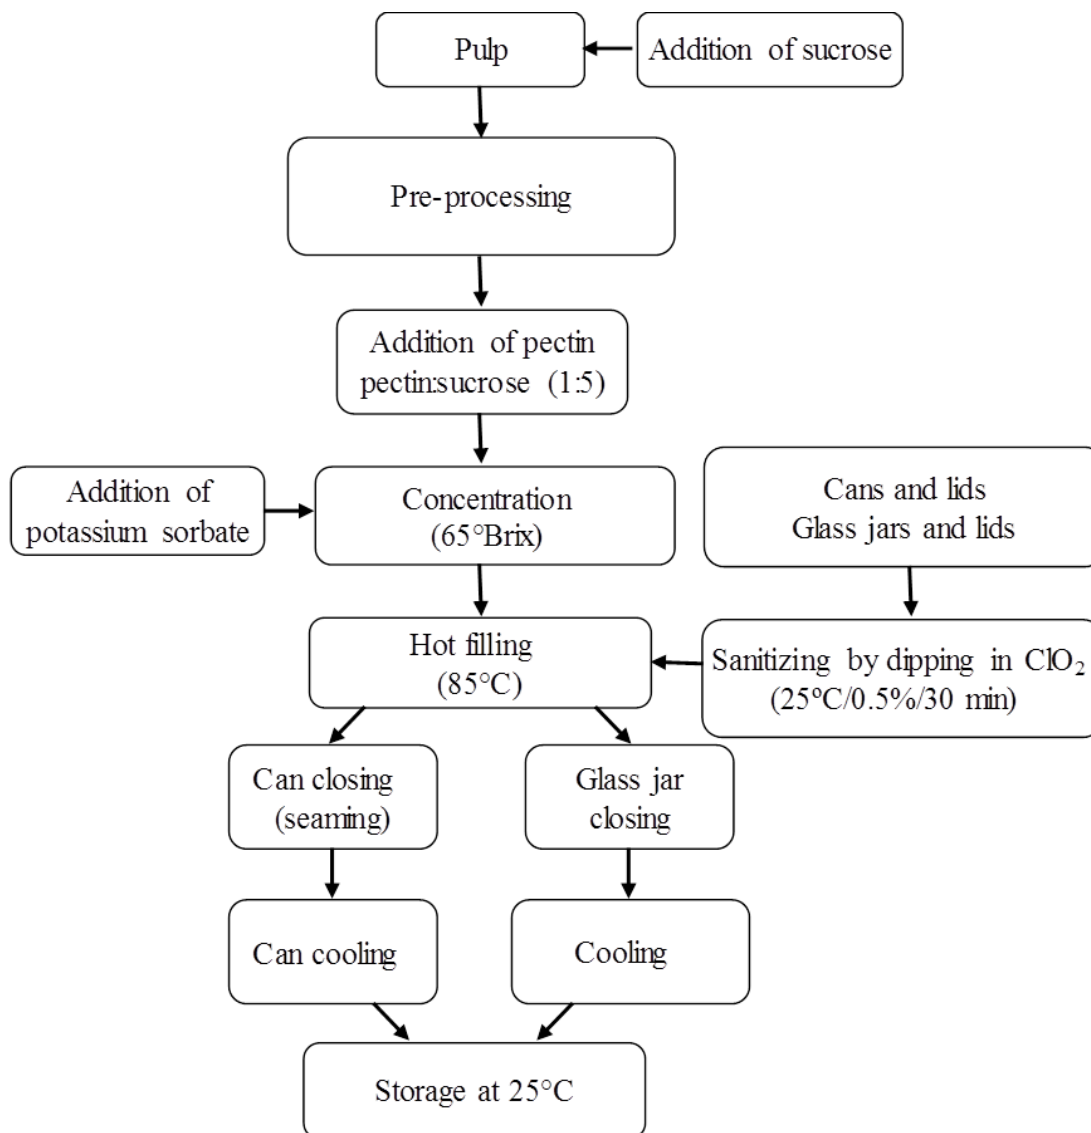 Pulp
Addition of sucrose
Pre-processing
Addition of pectin
pectin:sucrose (1:5)
Addition of
potassium sorbate
Concentration
(65°Brix)
Cans and lids
Glass jars and lids
Hot filling
(85°C)
Sanitizing by dipping in ClO₂
(25ºC/0.5%/30 min)
Can closing
(seaming)
Glass jar
closing
Can cooling
Cooling
Storage at 25°C